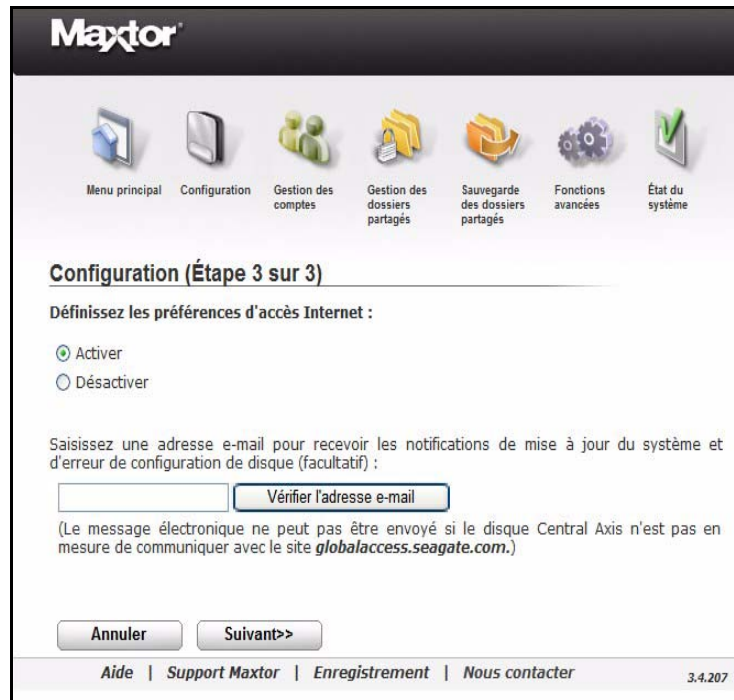 Maxtor
Menu principal
Configuration
Gestion des
comptes
Gestion des
dossiers
partagés
Sauvegarde
des dossiers
partagés
Fonctions
avancées
État du
système
Configuration (Étape 3 sur 3)
Définissez les préférences d'accès Internet :
Activer
Désactiver
Saisissez une adresse e-mail pour recevoir les notifications de mise à jour du système et
d'erreur de configuration de disque (facultatif) :
Vérifier l'adresse e-mail
(Le message électronique ne peut pas être envoyé si le disque Central Axis n'est pas en
mesure de communiquer avec le site globalaccess.seagate.com.)
Annuler
Suivant>>
Aide | Support Maxtor | Enregistrement | Nous contacter
3.4.207